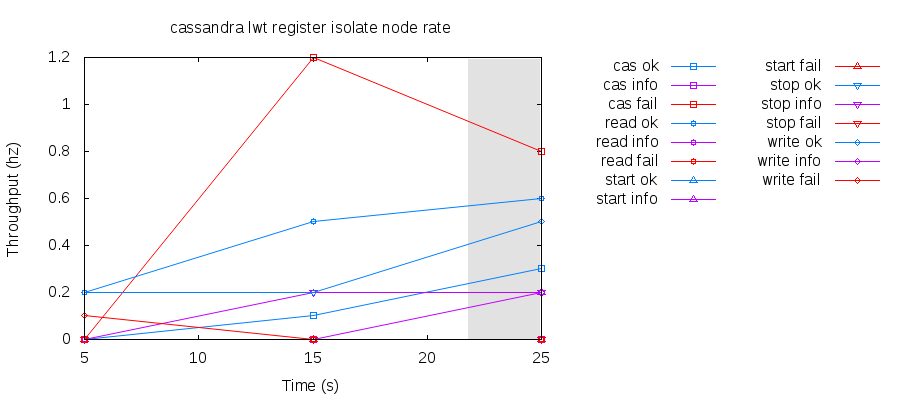 cassandra lwt register isolate node rate
1.2
1
0.8
0.6
0.4
0.2
0
Throughput (hz)
5
10
15
20
25
Time (s)
cas ok
cas info
cas fail
read ok
read info
read fail
start ok
start info
start fail
stop ok
stop info
stop fail
write ok
write info
write fail